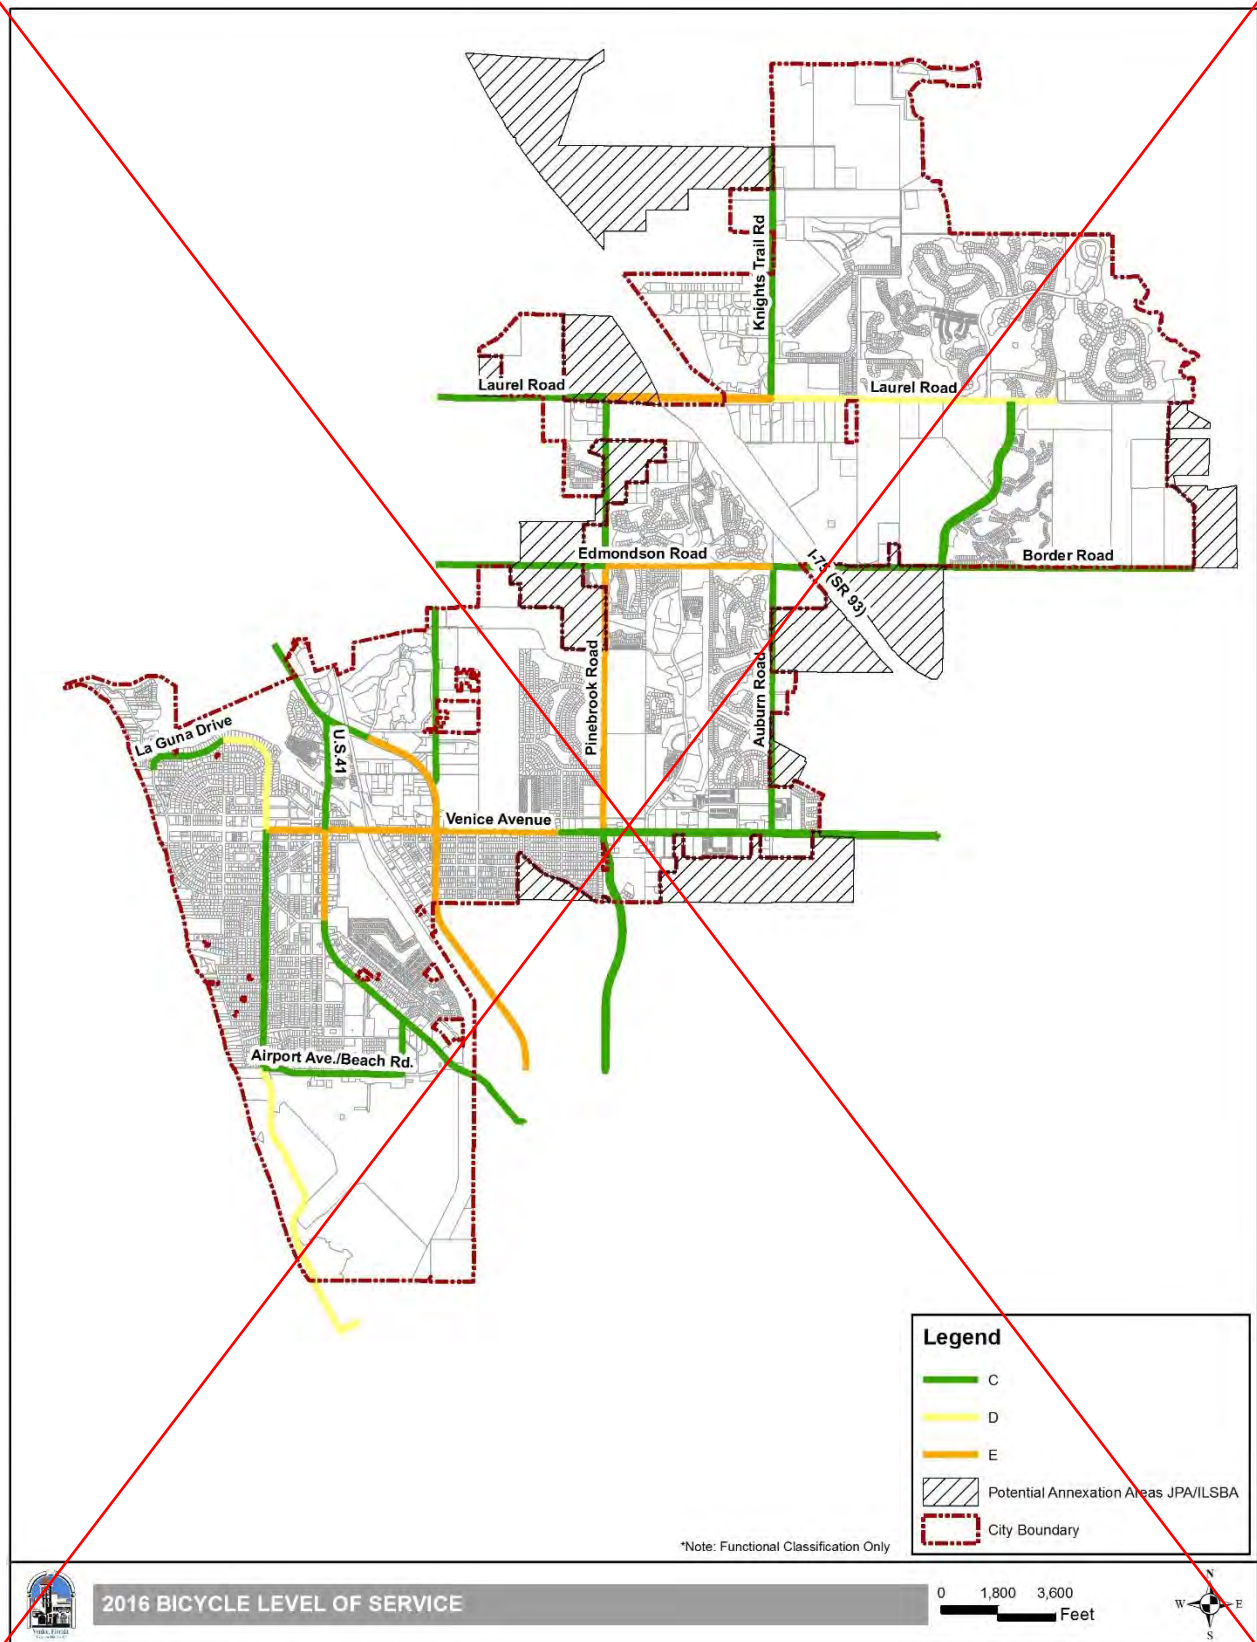 Knights Trail Rd
Laurel Road
Laurel Road
Edmondson Road
I-75 (SR 93)
Border Road
Pinebrook Road
Auburn Road
La Guna Drive
U.S.41
Venice Avenue
Airport Ave./Beach Rd.
Legend
C
D
E
Potential Annexation Areas JPA/ILSBA
City Boundary
*Note: Functional Classification Only
2016 BICYCLE LEVEL OF SERVICE
0 1,800 3,600
Feet
N
W E
S